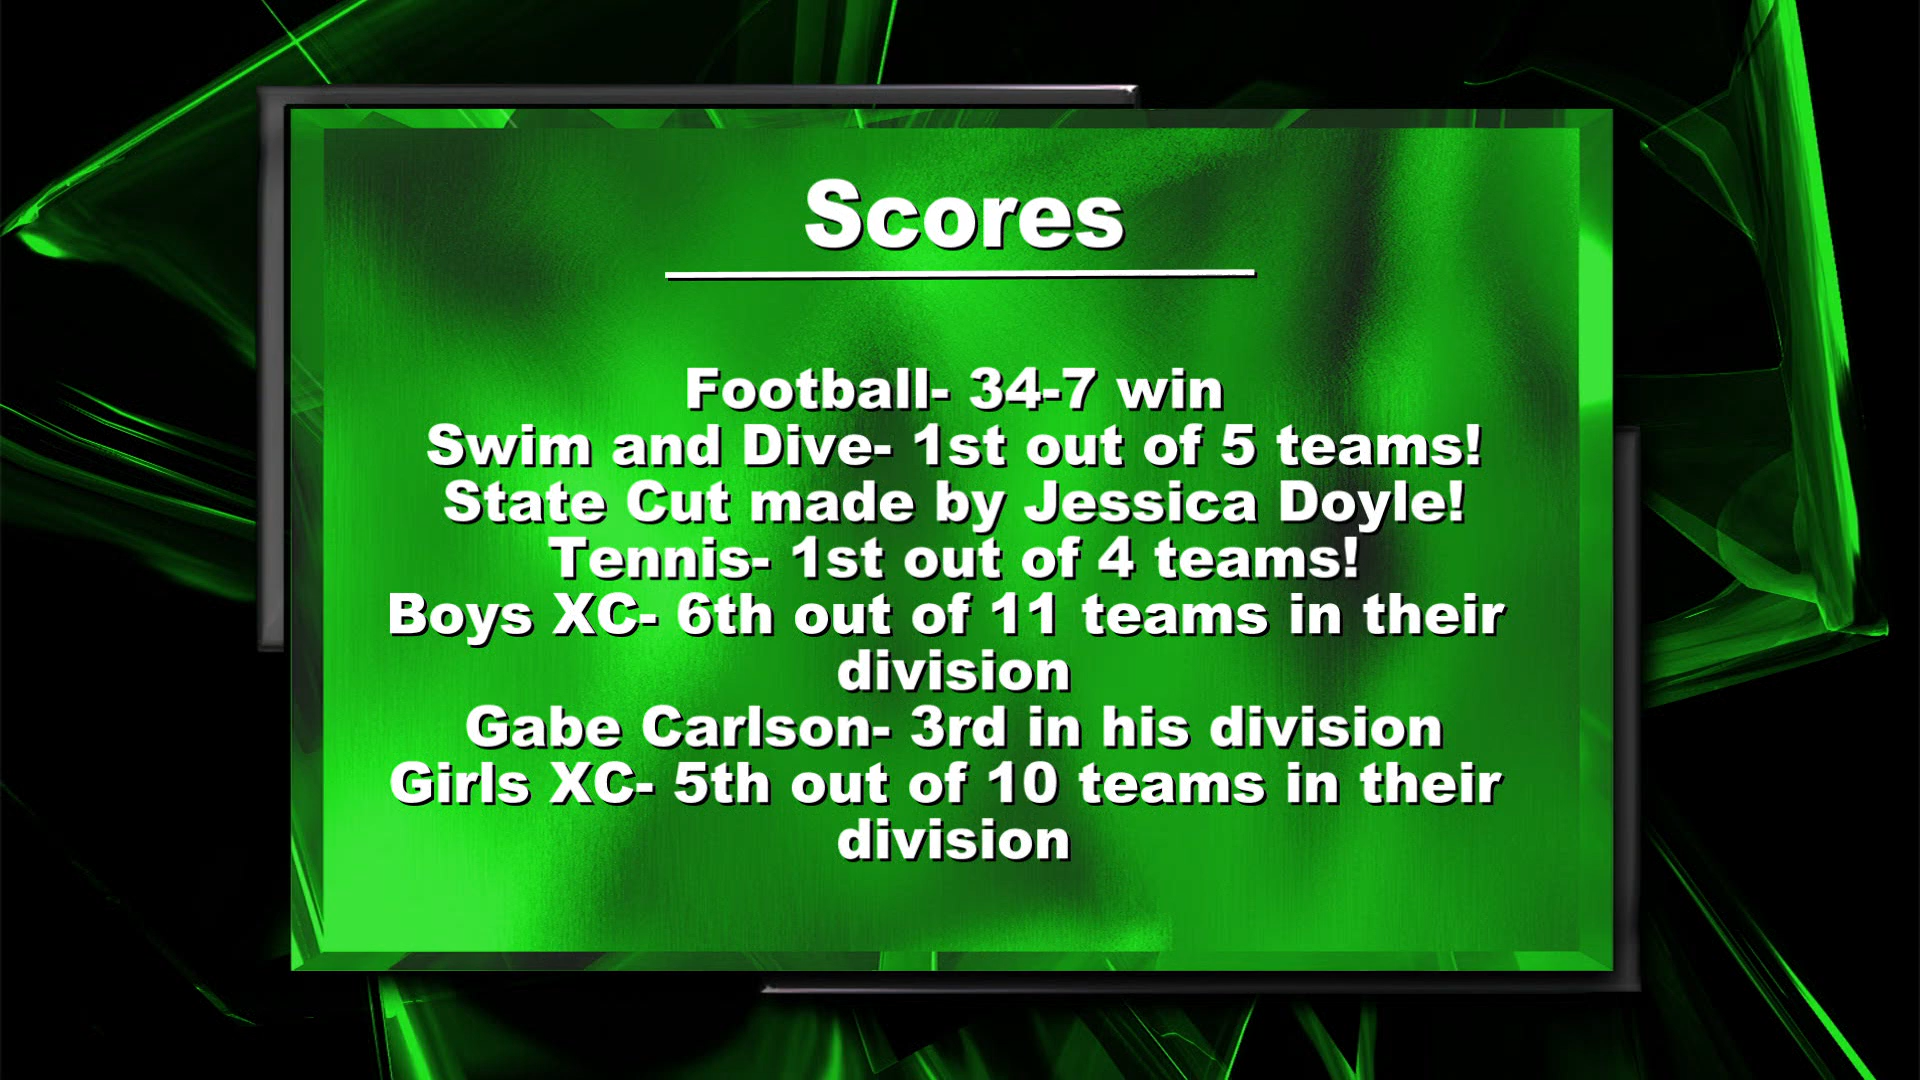 Scores
Football- 34-7 win
Swim and Dive- 1st out of 5 teams!
State Cut made by Jessica Doyle!
Tennis- 1st out of 4 teams!
Boys XC- 6th out of 11 teams in their
division
Gabe Carlson- 3rd in his division
Girls XC- 5th out of 10 teams in their
division